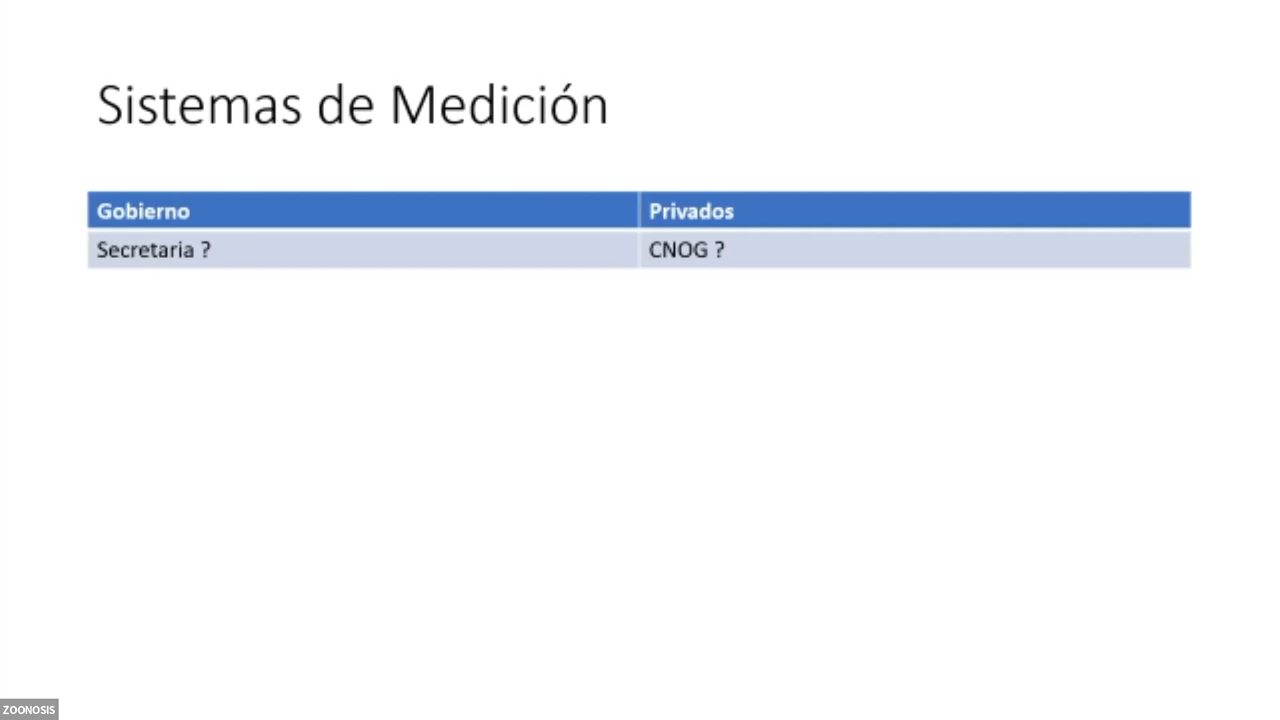 Sistemas de Medición
Gobierno Privados
Secretaria ? CNOG ?
ZOONOSIS